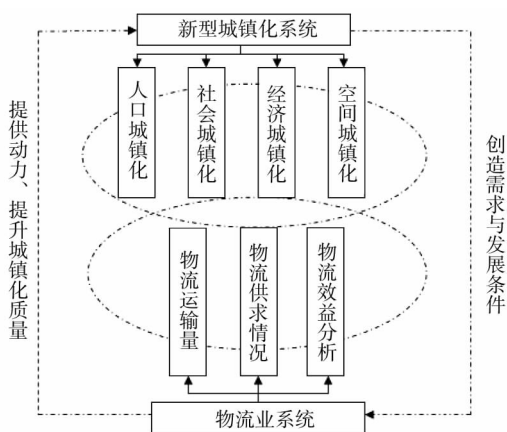 新型城镇化系统
人口城镇化
社会城镇化
经济城镇化
空间城镇化
提供动力、提升城镇化质量
创造需求与发展条件
物流运输量
物流供求情况
物流效益分析
物流业系统